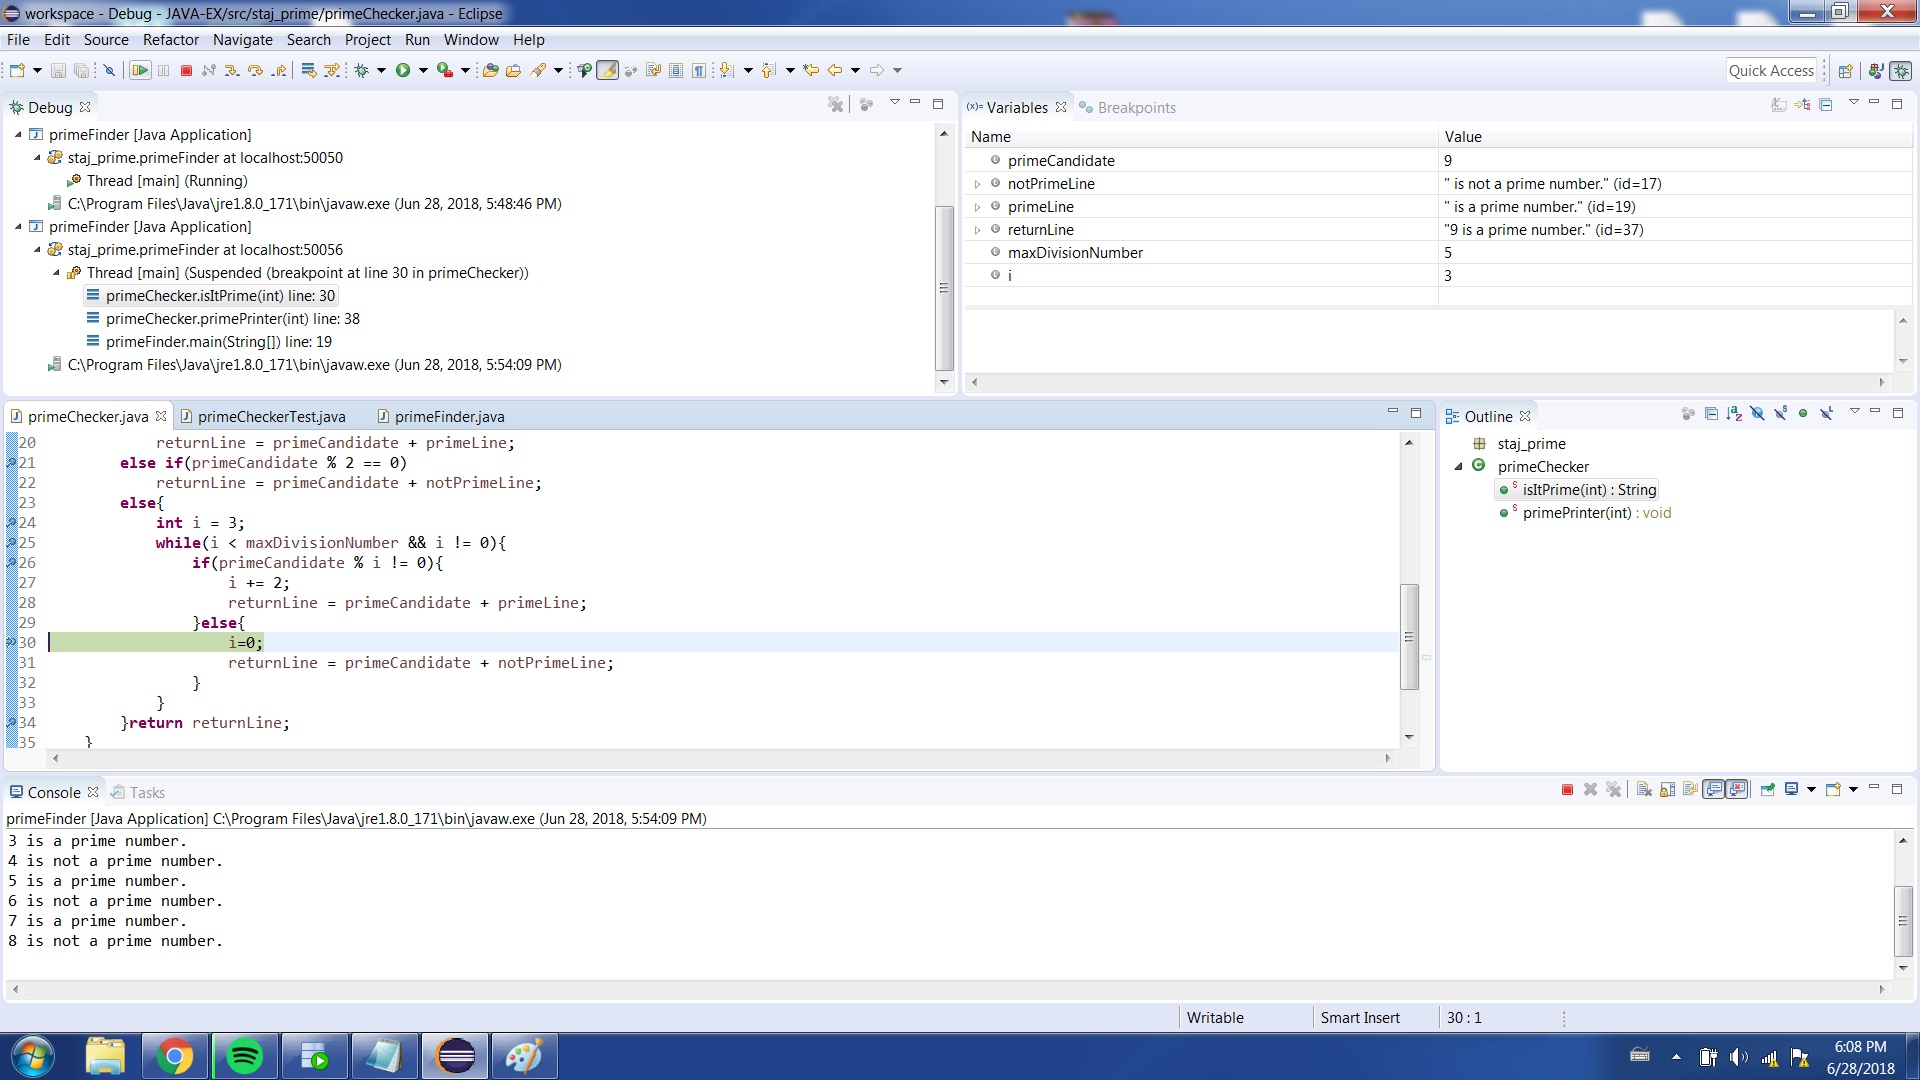 workspace - Debug - JAVA-EX/src/staj_prime/primeChecker.java - Eclipse
File Edit Source Refactor Navigate Search Project Run Window Help
Quick Access
Debug
primeFinder [Java Application]
staj_prime.primeFinder at localhost:50050
Thread [main] (Running)
C:\Program Files\Java\jre1.8.0_171\bin\javaw.exe (Jun 28, 2018, 5:48:46 PM)
primeFinder [Java Application]
staj_prime.primeFinder at localhost:50056
Thread [main] (Suspended (breakpoint at line 30 in primeChecker))
primeChecker.isItPrime(int) line: 30
primeChecker.primePrinter(int) line: 38
primeFinder.main(String[]) line: 19
C:\Program Files\Java\jre1.8.0_171\bin\javaw.exe (Jun 28, 2018, 5:54:09 PM)
(x)= Variables Breakpoints
Name Value
primeCandidate 9
notPrimeLine " is not a prime number." (id=17)
primeLine " is a prime number." (id=19)
returnLine "9 is a prime number." (id=37)
maxDivisionNumber 5
i 3
primeChecker.java primeCheckerTest.java primeFinder.java
20 returnLine = primeCandidate + primeLine;
21 else if(primeCandidate % 2 == 0)
22 returnLine = primeCandidate + notPrimeLine;
23 else{
24 int i = 3;
25 while(i < maxDivisionNumber && i != 0){
26 if(primeCandidate % i != 0){
27 i += 2;
28 returnLine = primeCandidate + primeLine;
29 }else{
30 i=0;
31 returnLine = primeCandidate + notPrimeLine;
32 }
33 }
34 }return returnLine;
35 }
Outline
staj_prime
primeChecker
isItPrime(int) : String
primePrinter(int) : void
Console Tasks
primeFinder [Java Application] C:\Program Files\Java\jre1.8.0_171\bin\javaw.exe (Jun 28, 2018, 5:54:09 PM)
3 is a prime number.
4 is not a prime number.
5 is a prime number.
6 is not a prime number.
7 is a prime number.
8 is not a prime number.
Writable Smart Insert 30 : 1
6:08 PM
6/28/2018